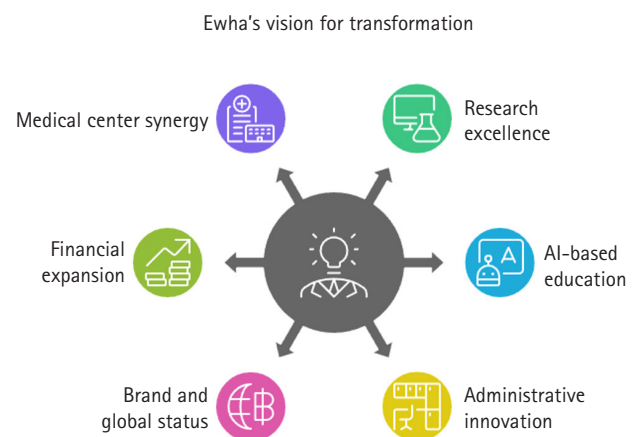 Ewha's vision for transformation
Medical center synergy
Research
excellence
Financial
expansion
AI-based
education
Brand and
global status
Administrative
innovation
A
B